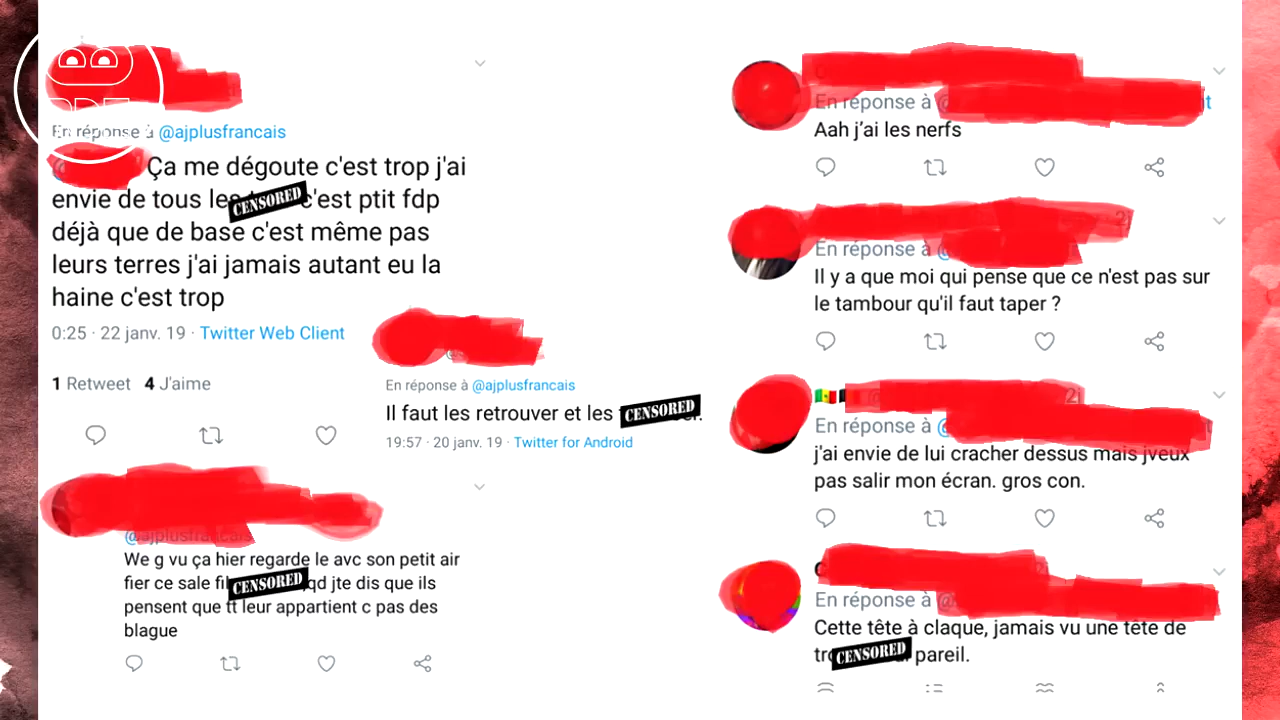 En réponse à @ajplusfrancais
Ça me dégoute c'est trop j'ai
envie de tous les CENSORED c'est ptit fdp
déjà que de base c'est même pas
leurs terres j'ai jamais autant eu la
haine c'est trop
0:25 · 22 janv. 19 · Twitter Web Client
1 Retweet 4 J'aime
En réponse à @ajplusfrancais
Il faut les retrouver et les CENSORED
19:57 · 20 janv. 19 · Twitter for Android
@ajplusfrancais
We g vu ça hier regarde le avc son petit air
fier ce sale CENSORED qd jte dis que ils
pensent que tt leur appartient c pas des
blague
En réponse à @
Aah j'ai les nerfs
En réponse à @
Il y a que moi qui pense que ce n'est pas sur
le tambour qu'il faut taper ?
En réponse à @
j'ai envie de lui cracher dessus mais jveux
pas salir mon écran. gros con.
En réponse à @
Cette tête à claque, jamais vu une tête de
CENSORED pareil.